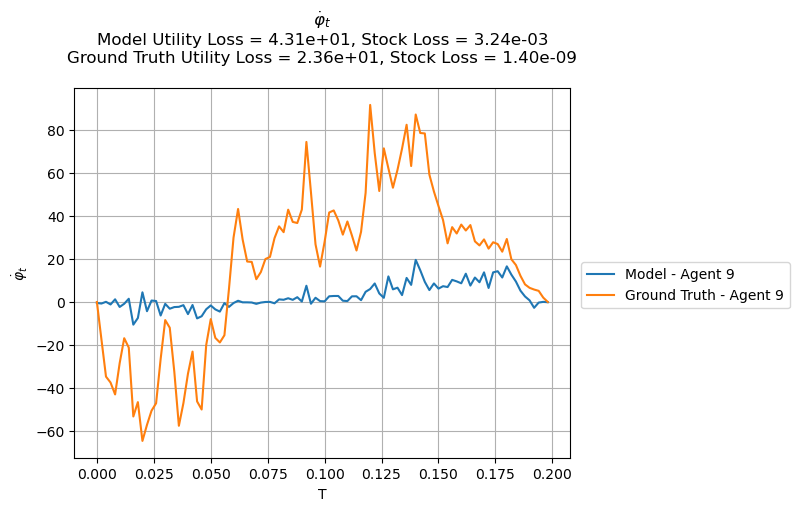 φ̇ₜ
Model Utility Loss = 4.31e+01, Stock Loss = 3.24e-03
Ground Truth Utility Loss = 2.36e+01, Stock Loss = 1.40e-09
80
60
40
20
0
−20
−40
−60
φ̇ₜ
0.000 0.025 0.050 0.075 0.100 0.125 0.150 0.175 0.200
T
Model - Agent 9
Ground Truth - Agent 9